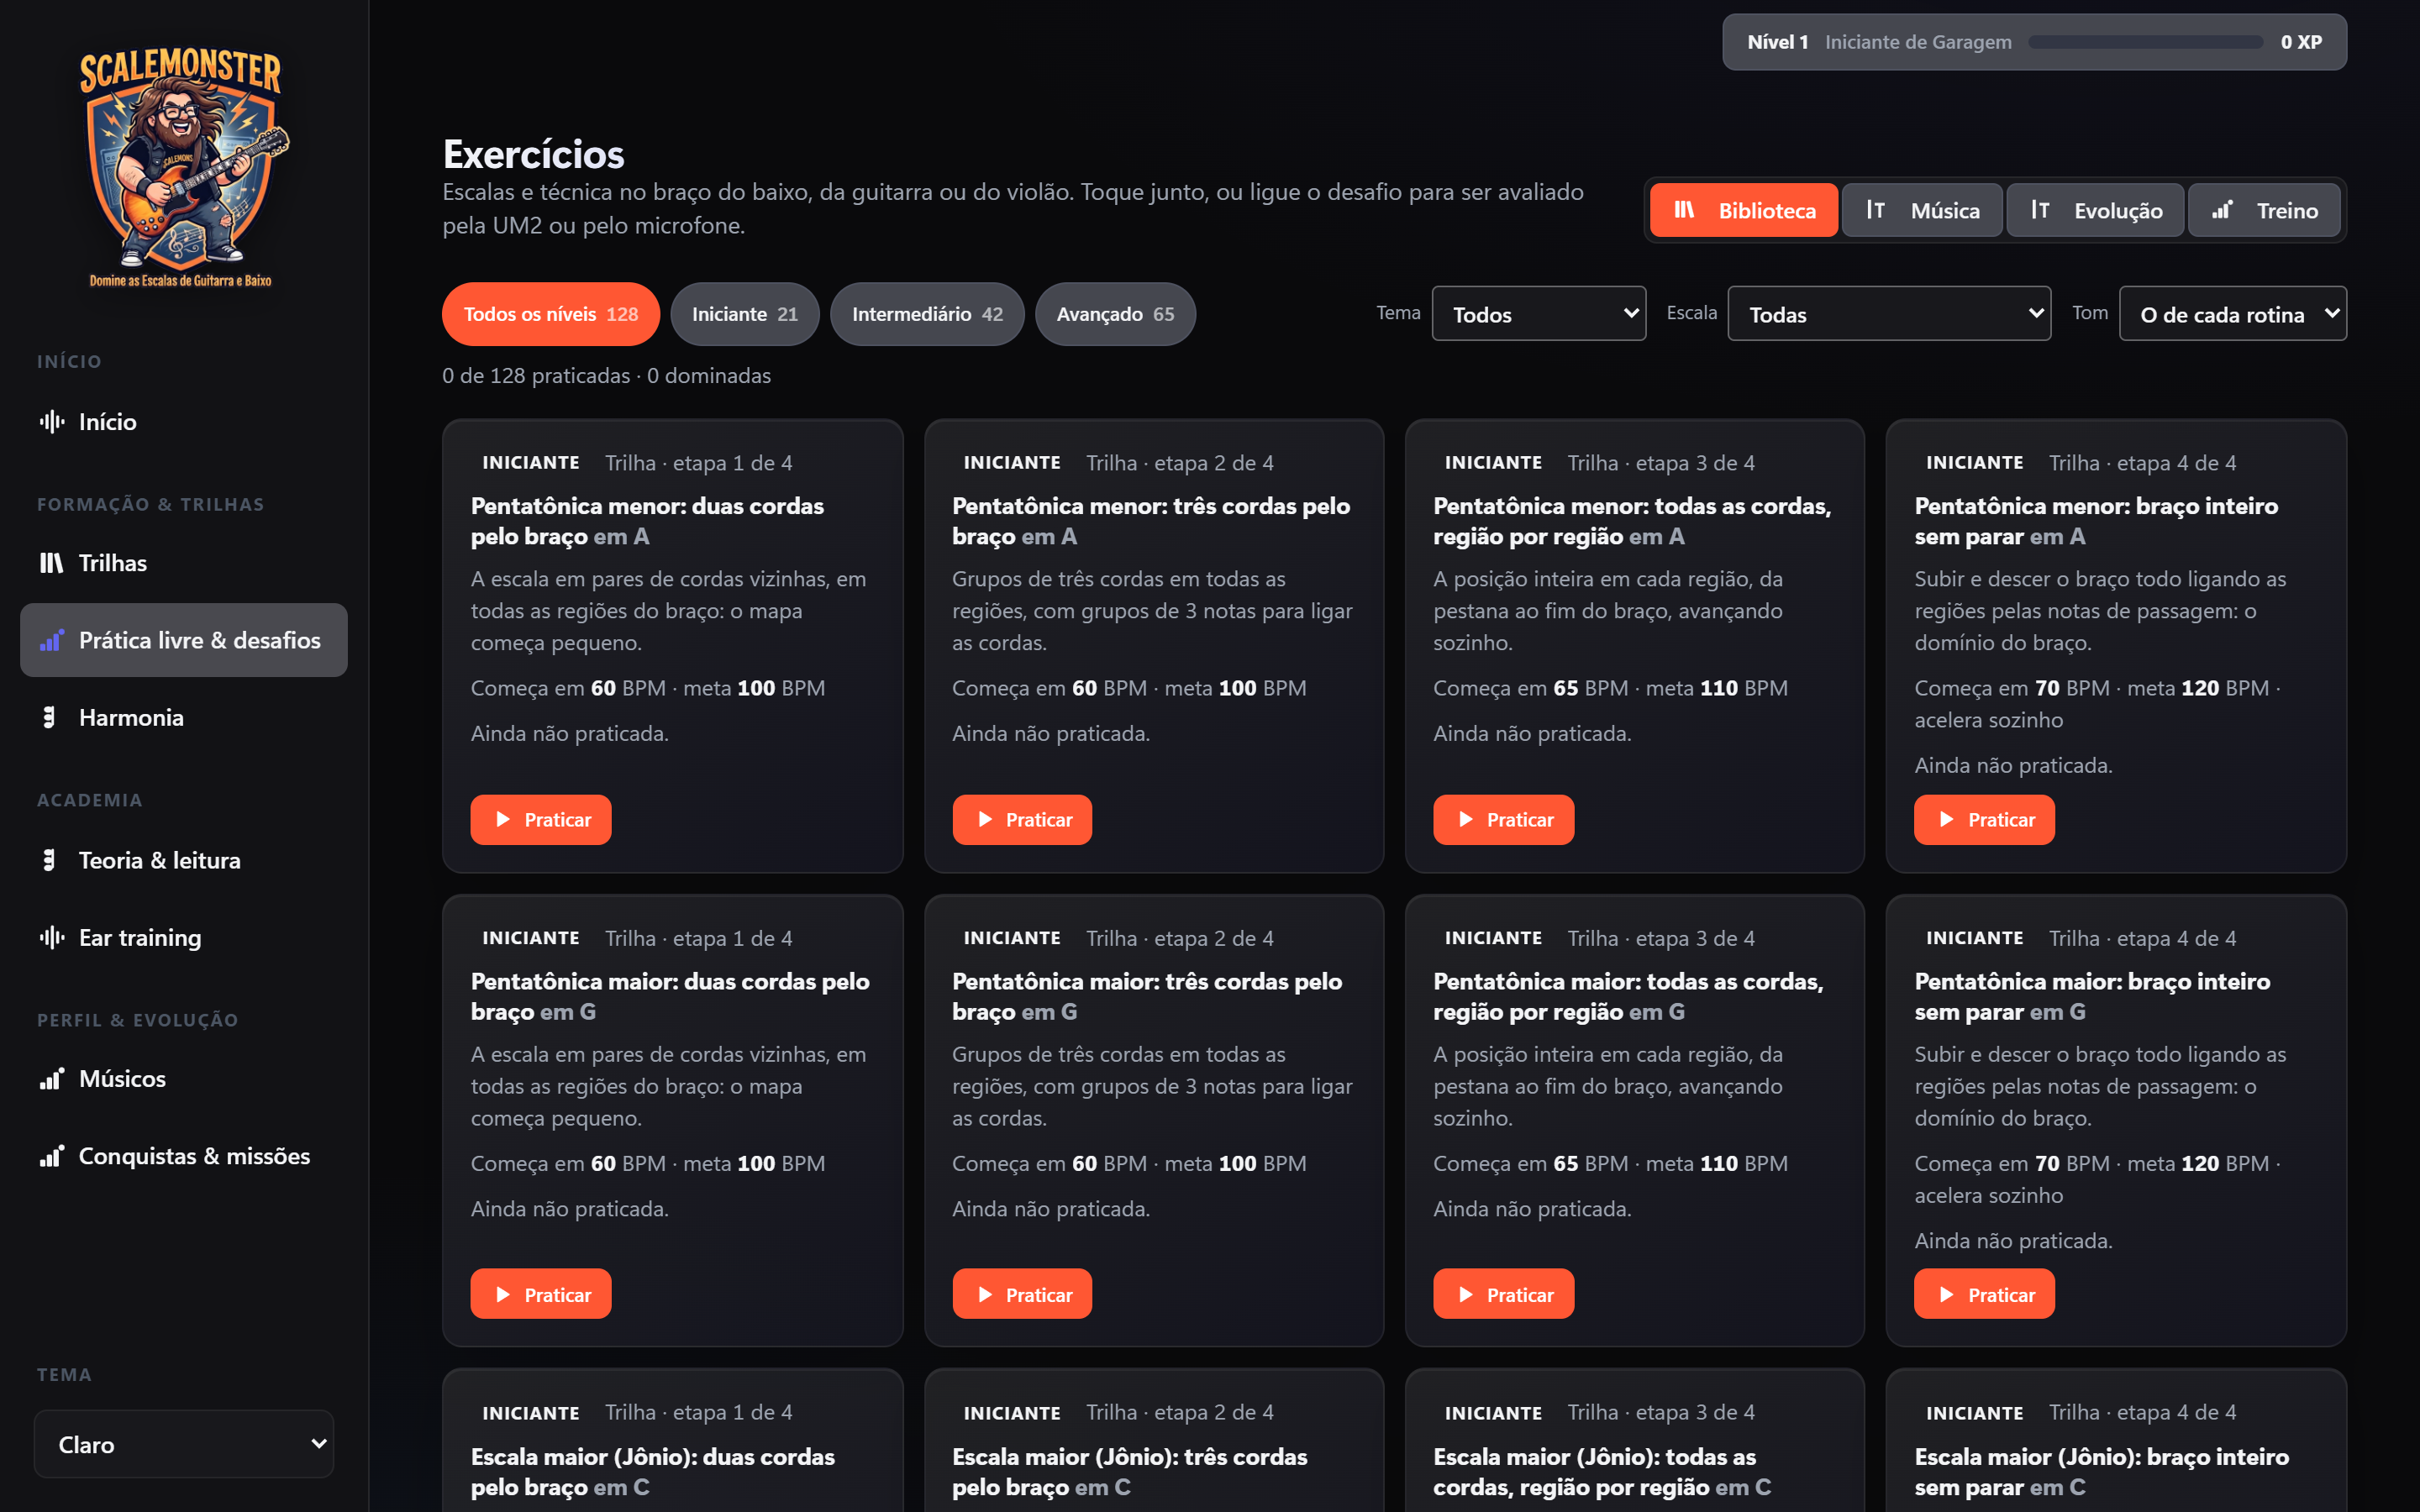 SCALEMONSTER
SCALEMONS
Domine as Escalas de Guitarra e Baixo
INÍCIO
Início
FORMAÇÃO & TRILHAS
Trilhas
Prática livre & desafios
Harmonia
ACADEMIA
Teoria & leitura
Ear training
PERFIL & EVOLUÇÃO
Músicos
Conquistas & missões
TEMA
Claro
Nível 1 Iniciante de Garagem 0 XP
Exercícios
Escalas e técnica no braço do baixo, da guitarra ou do violão. Toque junto, ou ligue o desafio para ser avaliado
pela UM2 ou pelo microfone.
Biblioteca Música Evolução Treino
Todos os níveis 128 Iniciante 21 Intermediário 42 Avançado 65
Tema Todos Escala Todas Tom O de cada rotina
0 de 128 praticadas · 0 dominadas
INICIANTE Trilha · etapa 1 de 4
Pentatônica menor: duas cordas
pelo braço em A
A escala em pares de cordas vizinhas, em
todas as regiões do braço: o mapa
começa pequeno.
Começa em 60 BPM · meta 100 BPM
Ainda não praticada.
Praticar
INICIANTE Trilha · etapa 2 de 4
Pentatônica menor: três cordas pelo
braço em A
Grupos de três cordas em todas as
regiões, com grupos de 3 notas para ligar
as cordas.
Começa em 60 BPM · meta 100 BPM
Ainda não praticada.
Praticar
INICIANTE Trilha · etapa 3 de 4
Pentatônica menor: todas as cordas,
região por região em A
A posição inteira em cada região, da
pestana ao fim do braço, avançando
sozinho.
Começa em 65 BPM · meta 110 BPM
Ainda não praticada.
Praticar
INICIANTE Trilha · etapa 4 de 4
Pentatônica menor: braço inteiro
sem parar em A
Subir e descer o braço todo ligando as
regiões pelas notas de passagem: o
domínio do braço.
Começa em 70 BPM · meta 120 BPM ·
acelera sozinho
Ainda não praticada.
Praticar
INICIANTE Trilha · etapa 1 de 4
Pentatônica maior: duas cordas pelo
braço em G
A escala em pares de cordas vizinhas, em
todas as regiões do braço: o mapa
começa pequeno.
Começa em 60 BPM · meta 100 BPM
Ainda não praticada.
Praticar
INICIANTE Trilha · etapa 2 de 4
Pentatônica maior: três cordas pelo
braço em G
Grupos de três cordas em todas as
regiões, com grupos de 3 notas para ligar
as cordas.
Começa em 60 BPM · meta 100 BPM
Ainda não praticada.
Praticar
INICIANTE Trilha · etapa 3 de 4
Pentatônica maior: todas as cordas,
região por região em G
A posição inteira em cada região, da
pestana ao fim do braço, avançando
sozinho.
Começa em 65 BPM · meta 110 BPM
Ainda não praticada.
Praticar
INICIANTE Trilha · etapa 4 de 4
Pentatônica maior: braço inteiro
sem parar em G
Subir e descer o braço todo ligando as
regiões pelas notas de passagem: o
domínio do braço.
Começa em 70 BPM · meta 120 BPM ·
acelera sozinho
Ainda não praticada.
Praticar
INICIANTE Trilha · etapa 1 de 4
Escala maior (Jônio): duas cordas
pelo braço em C
INICIANTE Trilha · etapa 2 de 4
Escala maior (Jônio): três cordas
pelo braço em C
INICIANTE Trilha · etapa 3 de 4
Escala maior (Jônio): todas as
cordas, região por região em C
INICIANTE Trilha · etapa 4 de 4
Escala maior (Jônio): braço inteiro
sem parar em C